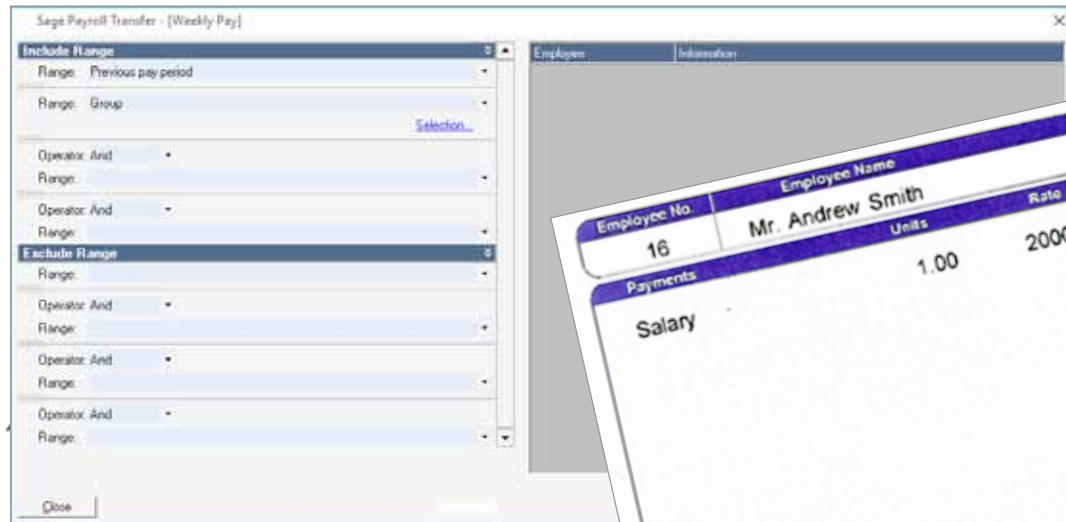 Sage Payroll Transfer - [Weekly Pay]
Include Range
Range: Previous pay period
Range: Group
Selection...
Operator: And
Range:
Operator: And
Range:
Exclude Range
Range:
Operator: And
Range:
Operator: And
Range:
Operator: And
Range:
Close
Employee Information
Employee No. Employee Name
16 Mr. Andrew Smith
Payments Units Rate
Salary 1.00 2000